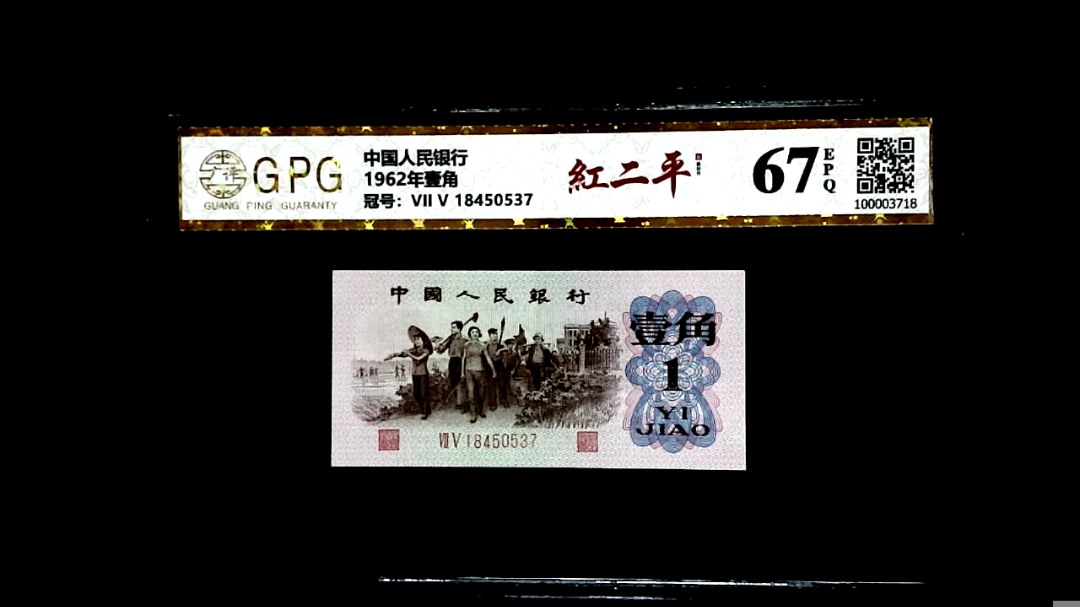 GPG
GUANG PING GUARANTY
中国人民银行
1962年壹角
冠号：VII V 18450537
紅二平
67
EPQ
100003718
中國人民銀行
壹角
1
YI
JIAO
VII V 18450537